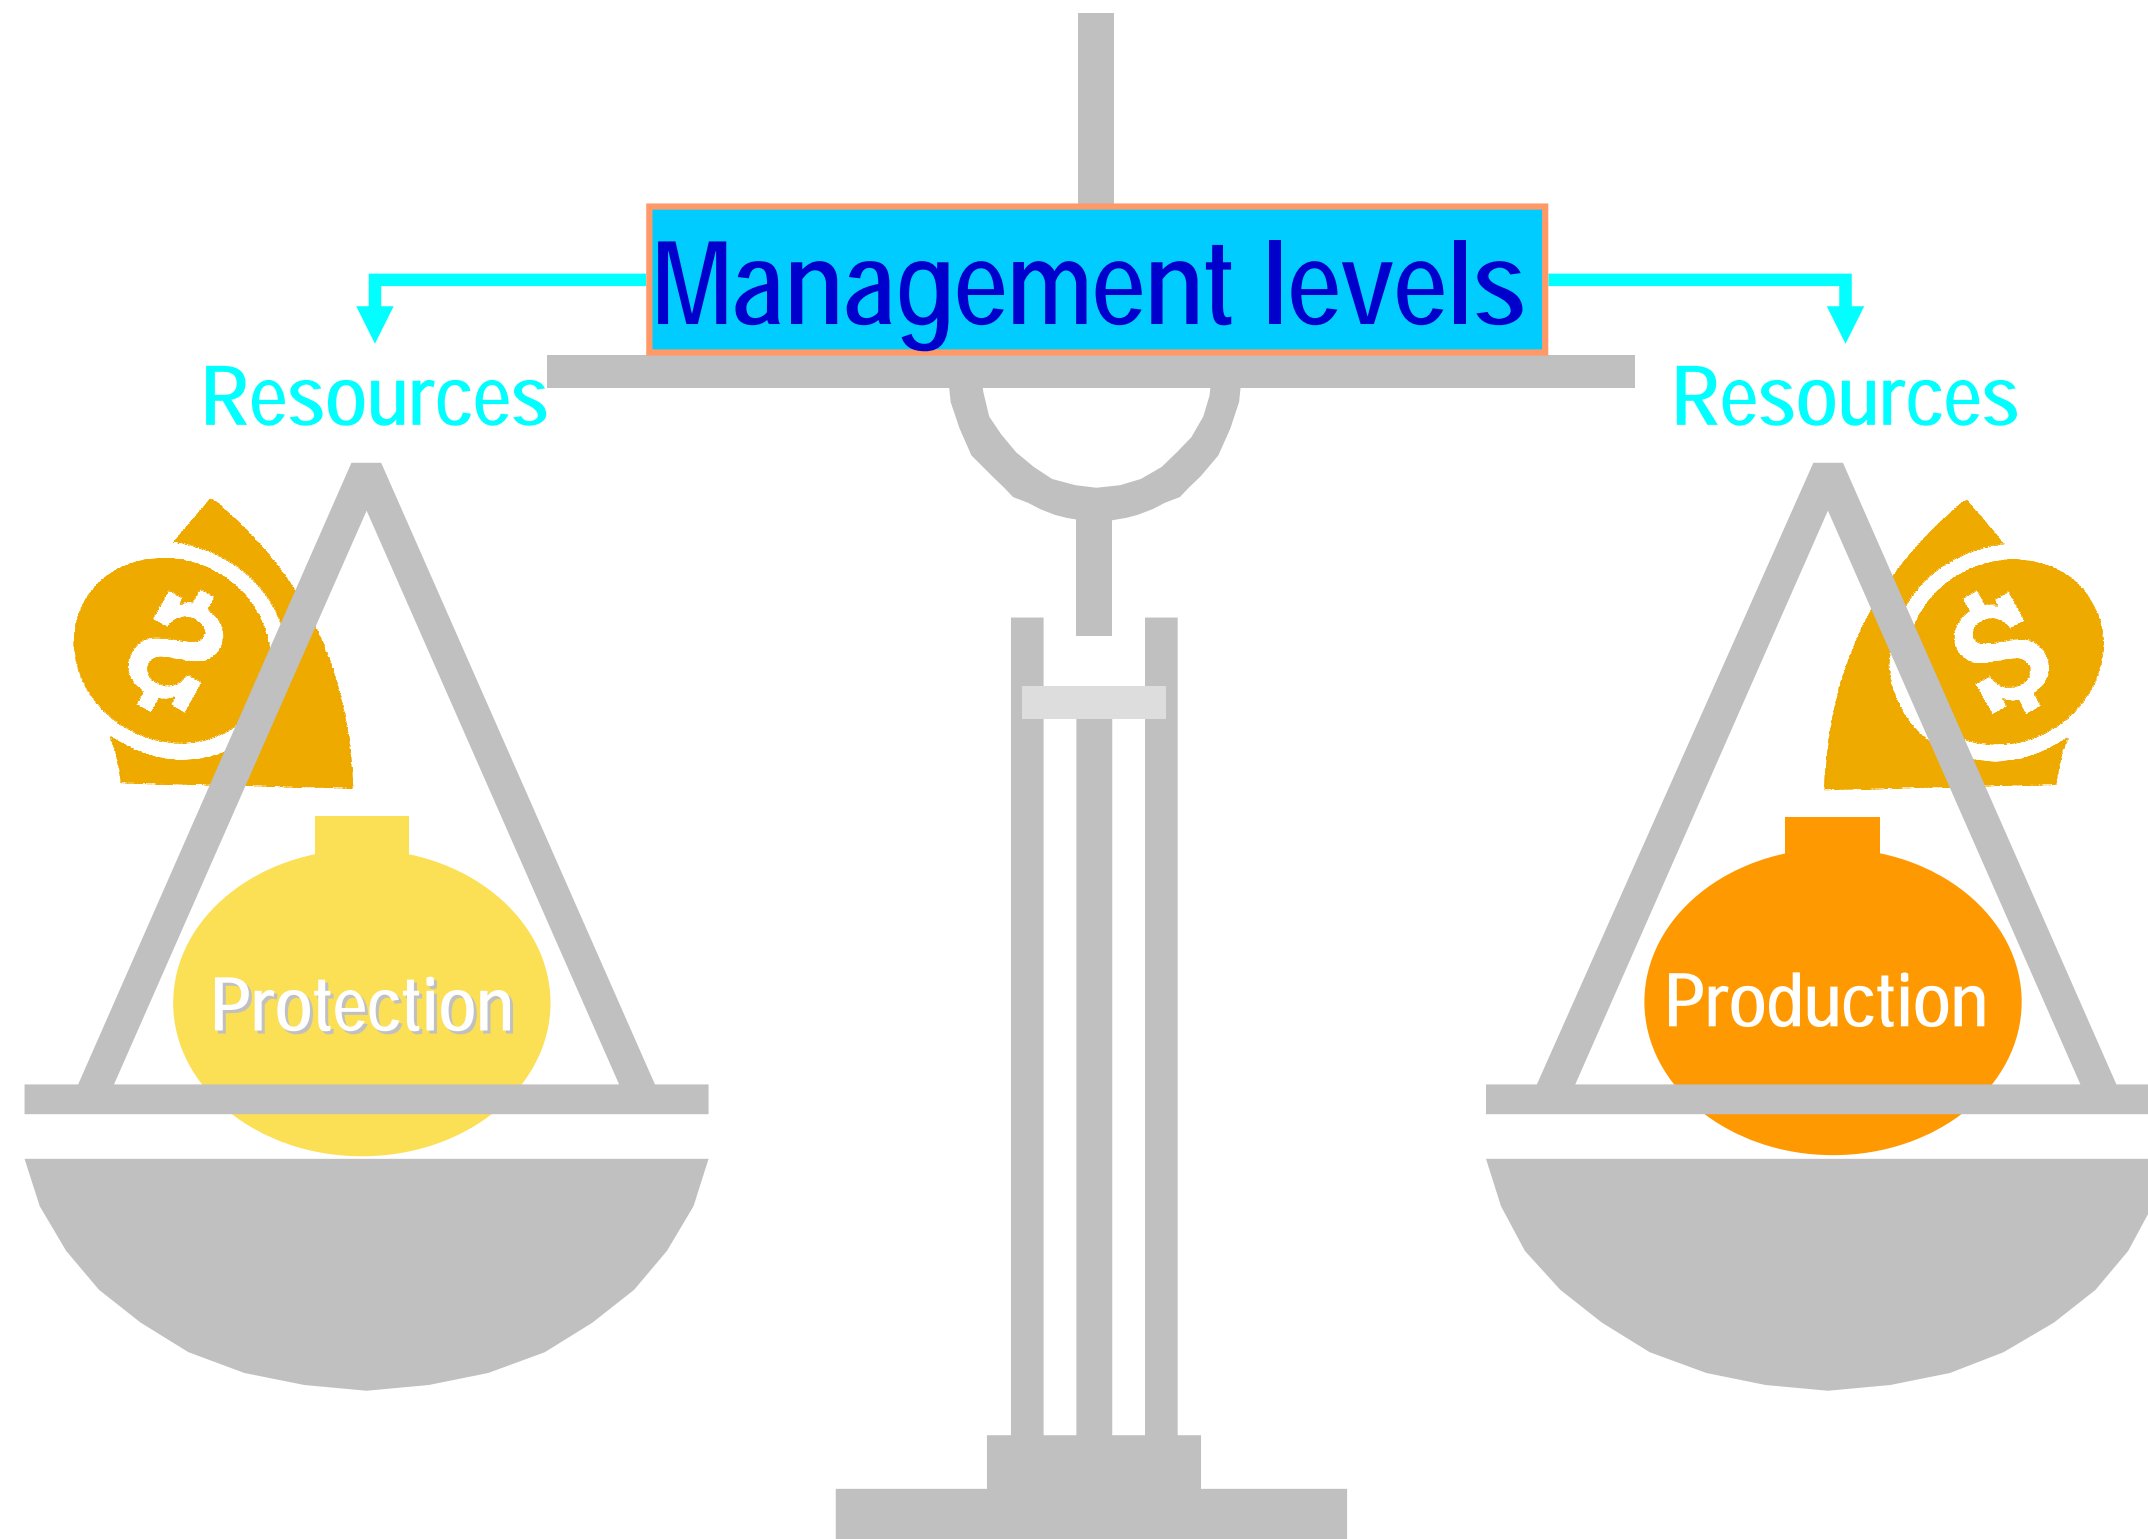 Management levels
Resources
Resources
$
$
Protection
Production